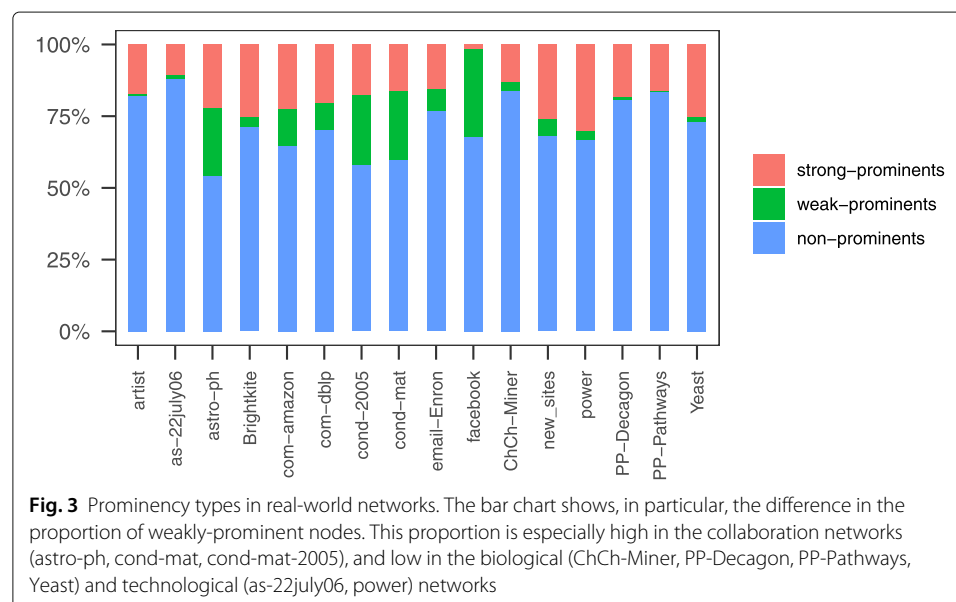 100%
75%
50%
25%
0%
strong−prominents
weak−prominents
non−prominents
artist
as−22july06
astro−ph
Brightkite
com−amazon
com−dblp
cond−2005
cond−mat
email−Enron
facebook
ChCh−Miner
new_sites
power
PP−Decagon
PP−Pathways
Yeast
Fig. 3 Prominency types in real-world networks. The bar chart shows, in particular, the difference in the
proportion of weakly-prominent nodes. This proportion is especially high in the collaboration networks
(astro-ph, cond-mat, cond-mat-2005), and low in the biological (ChCh-Miner, PP-Decagon, PP-Pathways,
Yeast) and technological (as-22july06, power) networks